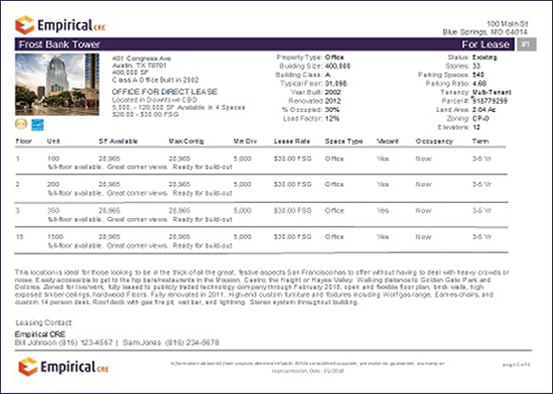 Empirical CRE
100 Main St
Blue Springs, MO 64014
Frost Bank Tower For Lease #1
401 Congress Ave
Austin, TX 78701
400,000 SF
Class A Office Built in 2002
OFFICE FOR DIRECT LEASE
Located in Downtown CBD
5,000, - 120,000 SF Available in 4 Spaces
$28.00 - $30.00 FSG
Property Type: Office
Building Size: 400,000
Building Class: A
Typical Floor: 31,098
Year Built: 2002
Renovated 2012
% Occupied: 30%
Load Factor: 12%
Status: Existing
Stories: 33
Parking Spaces: 540
Parking Ratio: 4.68
Tenancy: Multi-Tenant
Parcel#: 918779299
Land Area: 2.04 Ac
Zoning: CP-0
Elevators: 12
Floor Unit SF Available Max Contig Min Div Lease Rate Space Type Vacant Occupancy Term
1 100 28,965 28,965 5,000 $30.00 FSG Office Yes Now 3-5 Yr
full-floor available. Great corner views. Ready for build-out
2 200 28,965 28,965 5,000 $30.00 FSG Office Yes Now 3-5 Yr
full-floor available. Great corner views. Ready for build-out
3 350 28,965 28,965 5,000 $30.00 FSG Office Yes Now 3-5 Yr
full-floor available. Great corner views. Ready for build-out
15 1500 28,965 28,965 5,000 $30.00 FSG Office Yes Now 3-5 Yr
full-floor available. Great corner views. Ready for build-out
This location is ideal for those looking to be in the thick of all the great, festive aspects San Francisco has to offer without having to deal with heavy crowds or
noise. Easily accessible to get to the hip bars/restaurants in the Mission, Castro, the Haight or Hayes Valley. Walking distance to Golden Gate Park and
Dolores. Zoned for live/work, fully leased to publicly traded technology company through February 2018, open and flexible floor plan, brick walls, high
exposed timber ceilings, hardwood floors. Fully renovated in 2011. High-end custom furniture and fixtures including Wolf gas range, Eames chairs, and
custom 14 person desk. Roof deck with gas fire pit, wet bar, and lightning. Stereo system throughout building.
Leasing Contact
Empirical CRE
Bill Johnson (816) 123-4567 | Sam Jones (816) 234-5678
Empirical CRE
Information obtained from sources deemed reliable. While considered accurate, we make no guarantee, warranty or
representation. Date:
page 1 of 5